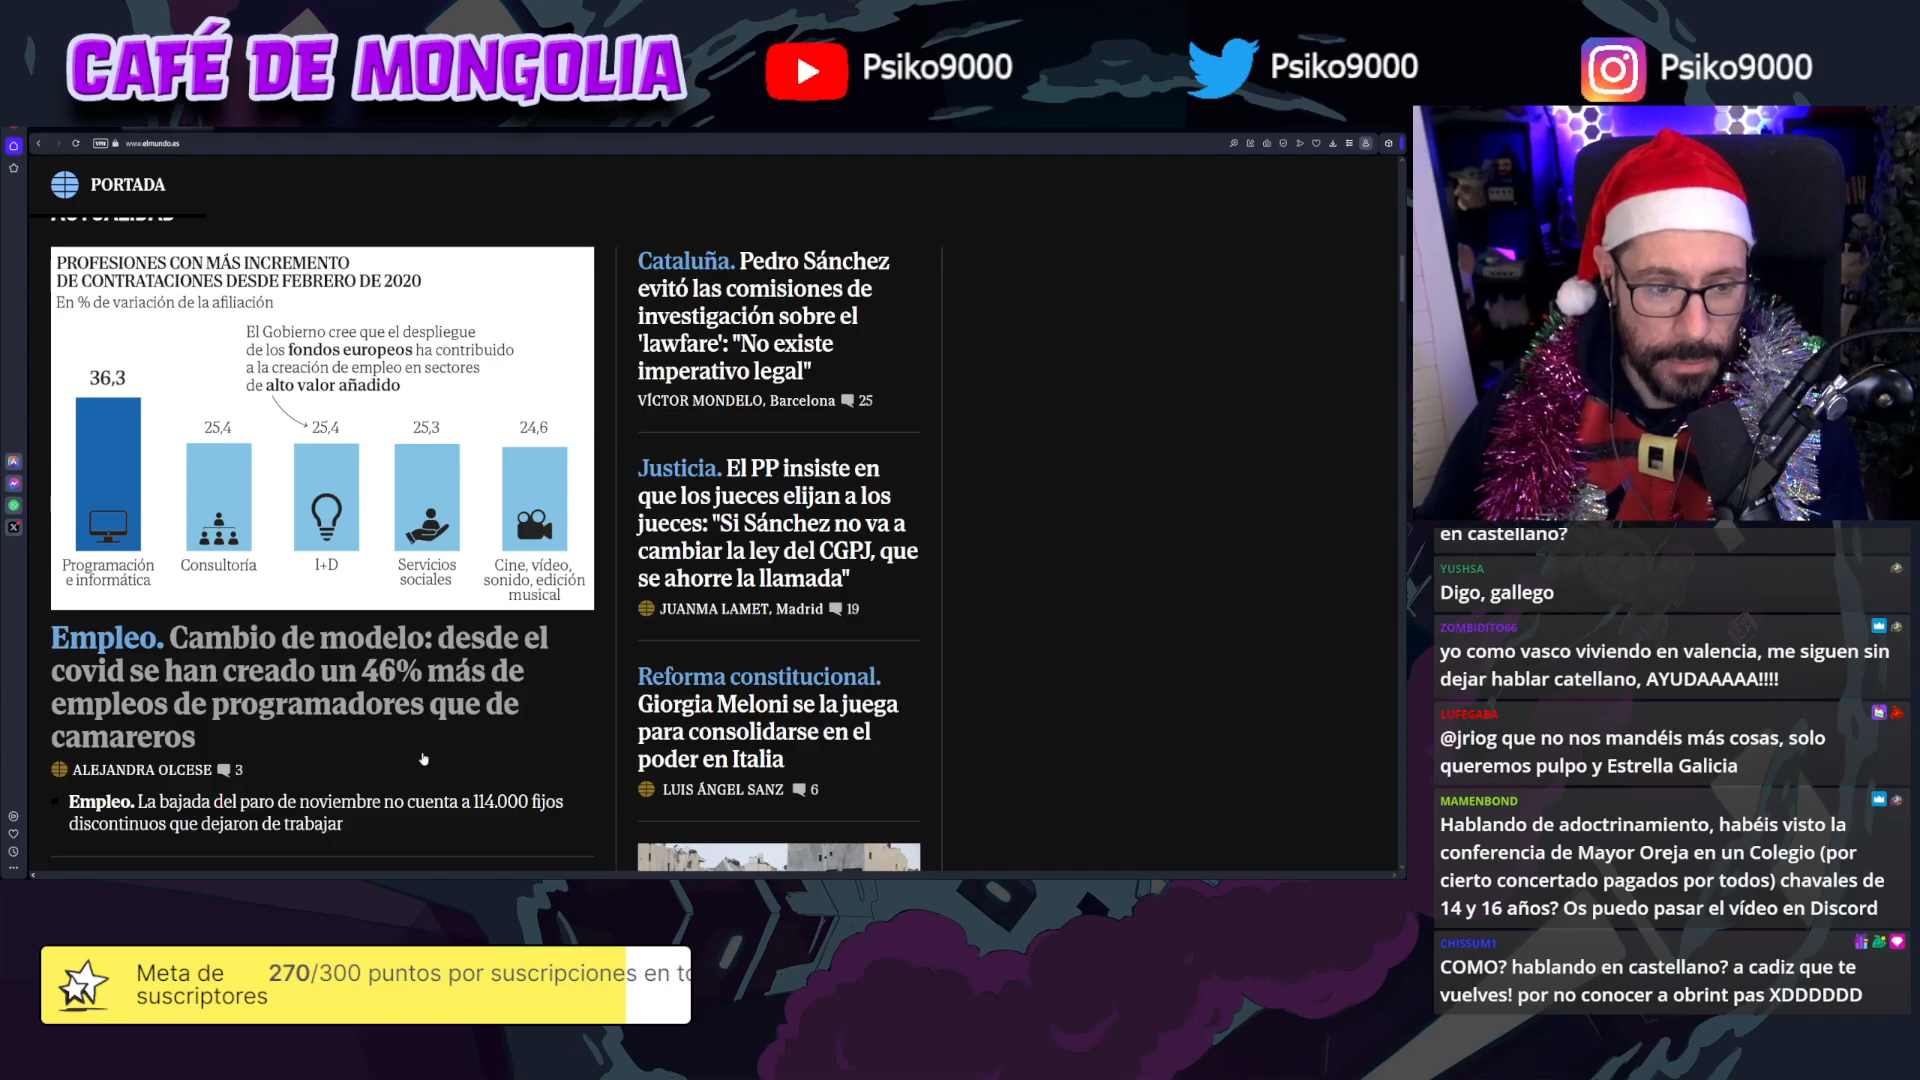 CAFÉ DE MONGOLIA
Psiko9000
Psiko9000
Psiko9000
VPN
www.elmundo.es
PORTADA
ACTUALIDAD
PROFESIONES CON MÁS INCREMENTO
DE CONTRATACIONES DESDE FEBRERO DE 2020
En % de variación de la afiliación
El Gobierno cree que el despliegue
de los fondos europeos ha contribuido
a la creación de empleo en sectores
de alto valor añadido
36,3
25,4
25,4
25,3
24,6
Programación
e informática
Consultoría
I+D
Servicios
sociales
Cine, vídeo,
sonido, edición
musical
Empleo. Cambio de modelo: desde el
covid se han creado un 46% más de
empleos de programadores que de
camareros
ALEJANDRA OLCESE 3
Empleo. La bajada del paro de noviembre no cuenta a 114.000 fijos
discontinuos que dejaron de trabajar
Cataluña. Pedro Sánchez
evitó las comisiones de
investigación sobre el
'lawfare': "No existe
imperativo legal"
VÍCTOR MONDELO, Barcelona 25
Justicia. El PP insiste en
que los jueces elijan a los
jueces: "Si Sánchez no va a
cambiar la ley del CGPJ, que
se ahorre la llamada"
JUANMA LAMET, Madrid 19
Reforma constitucional.
Giorgia Meloni se la juega
para consolidarse en el
poder en Italia
LUIS ÁNGEL SANZ 6
en castellano?
YUSHSA
Digo, gallego
ZOMBIDITO66
yo como vasco viviendo en valencia, me siguen sin
dejar hablar catellano, AYUDAAAAA!!!!
LUFEGABA
@jriog que no nos mandéis más cosas, solo
queremos pulpo y Estrella Galicia
MAMENBOND
Hablando de adoctrinamiento, habéis visto la
conferencia de Mayor Oreja en un Colegio (por
cierto concertado pagados por todos) chavales de
14 y 16 años? Os puedo pasar el vídeo en Discord
CHISSUM1
COMO? hablando en castellano? a cadiz que te
vuelves! por no conocer a obrint pas XDDDDDD
Meta de
suscriptores
270/300 puntos por suscripciones en to